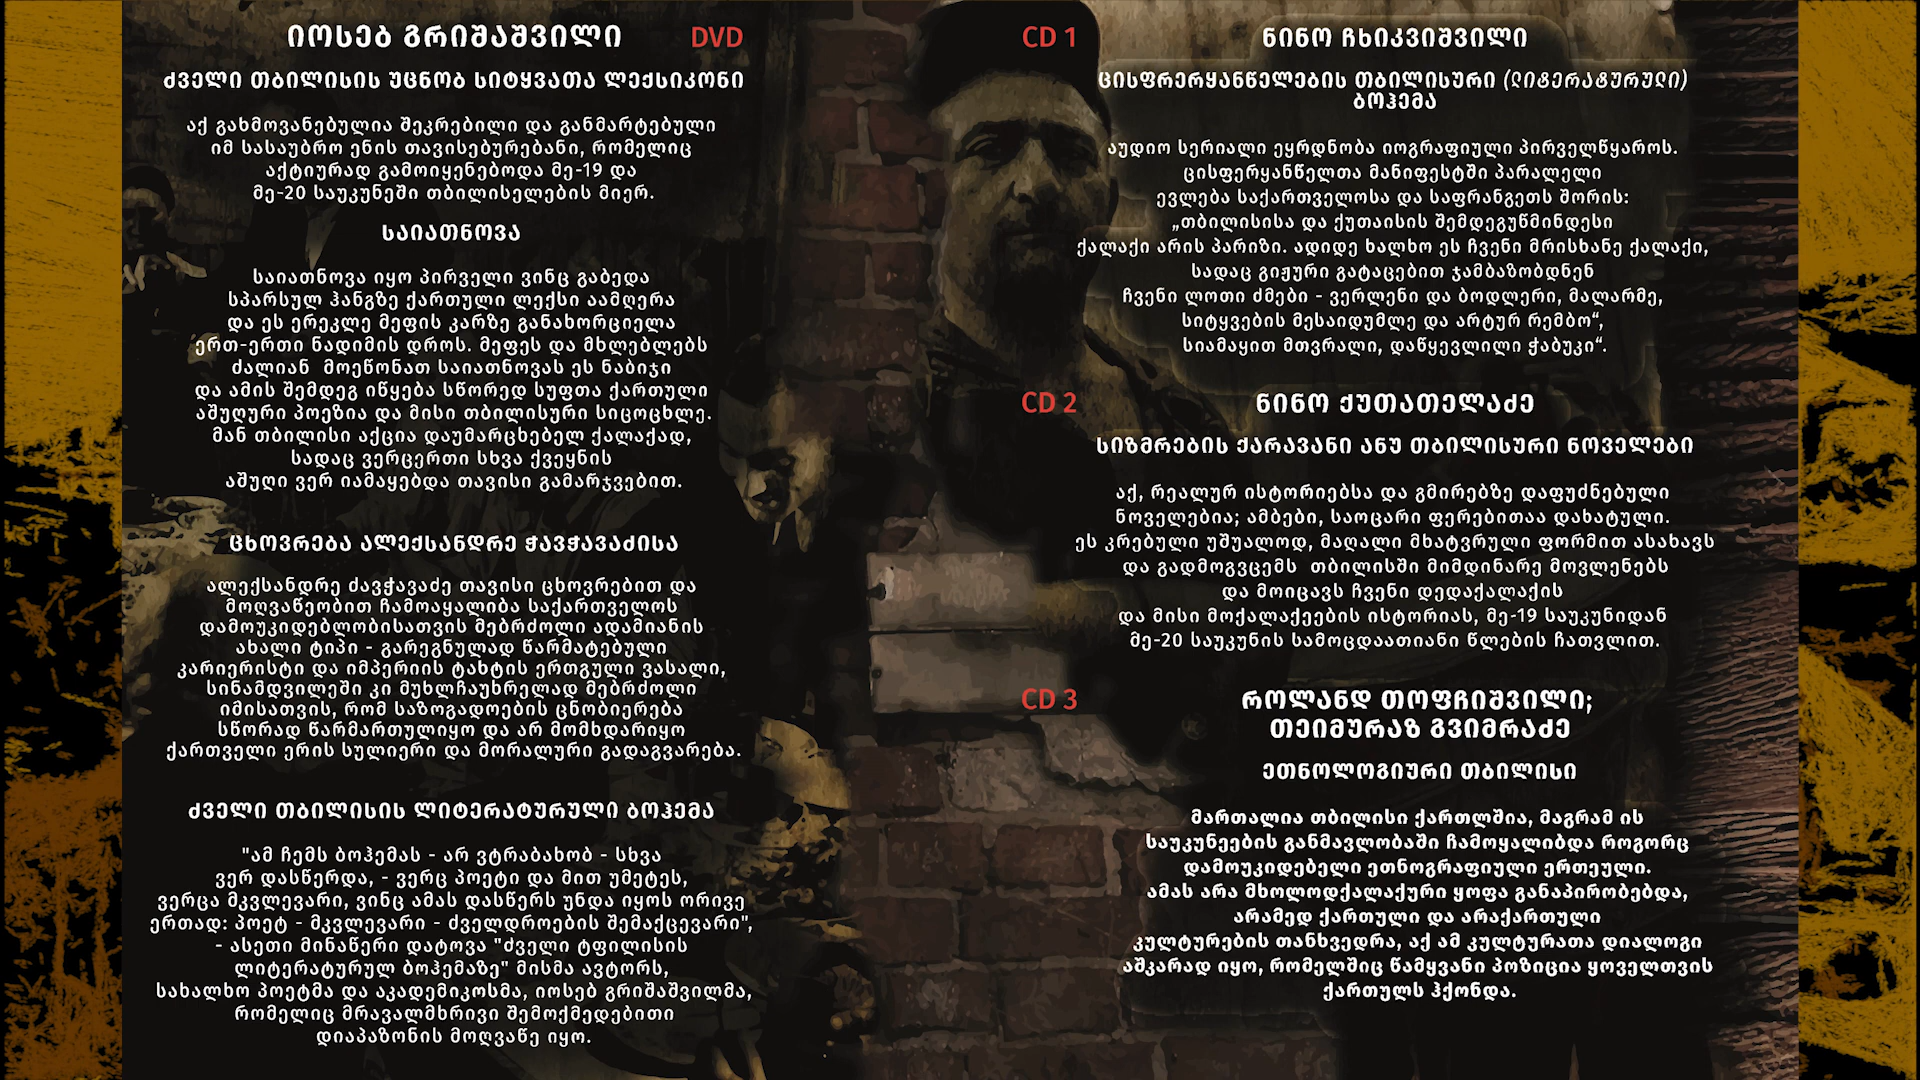 იოსებ გრიშაშვილი
DVD
ძველი თბილისის უცნობ სიტყვათა ლექსიკონი
აქ გახმოვანებულია შეკრებილი და განმარტებული
იმ სასაუბრო ენის თავისებურებანი, რომელიც
აქტიურად გამოიყენებოდა მე-19 და
მე-20 საუკუნეში თბილისელების მიერ.
საიათნოვა
საიათნოვა იყო პირველი ვინც გაბედა
სპარსულ ჰანგზე ქართული ლექსი აამღერა
და ეს ერეკლე მეფის კარზე განახორციელა
ერთ-ერთი ნადიმის დროს. მეფეს და მხლებლებს
ძალიან მოეწონათ საიათნოვას ეს ნაბიჯი
და ამის შემდეგ იწყება სწორედ სუფთა ქართული
აშუღური პოეზია და მისი თბილისური სიცოცხლე.
მან თბილისი აქცია დაუმარცხებელ ქალაქად,
სადაც ვერცერთი სხვა ქვეყნის
აშუღი ვერ იამაყებდა თავისი გამარჯვებით.
ცხოვრება ალექსანდრე ჭავჭავაძისა
ალექსანდრე ძავჭავაძე თავისი ცხოვრებით და
მოღვაწეობით ჩამოაყალიბა საქართველოს
დამოუკიდებლობისათვის მებრძოლი ადამიანის
ახალი ტიპი - გარეგნულად წარმატებული
კარიერისტი და იმპერიის ტახტის ერთგული ვასალი,
სინამდვილეში კი მუხლჩაუხრელად მებრძოლი
იმისათვის, რომ საზოგადოების ცნობიერება
სწორად წარმართულიყო და არ მომხდარიყო
ქართველი ერის სულიერი და მორალური გადაგვარება.
ძველი თბილისის ლიტერატურული ბოჰემა
"ამ ჩემს ბოჰემას - არ ვტრაბახობ - სხვა
ვერ დასწერდა, - ვერც პოეტი და მით უმეტეს,
ვერცა მკვლევარი, ვინც ამას დასწერს უნდა იყოს ორივე
ერთად: პოეტ - მკვლევარი - ძველდროების შემაქცევარი",
- ასეთი მინაწერი დატოვა "ძველი ტფილისის
ლიტერატურულ ბოჰემაზე" მისმა ავტორს,
სახალხო პოეტმა და აკადემიკოსმა, იოსებ გრიშაშვილმა,
რომელიც მრავალმხრივი შემოქმედებითი
დიაპაზონის მოღვაწე იყო.
CD 1
ნინო ჩხიკვიშვილი
ცისფრერყანწელების თბილისური (ლიტერატურული)
ბოჰემა
აუდიო სერიალი ეყრდნობა იოგრაფიული პირველწყაროს.
ცისფერყანწელთა მანიფესტში პარალელი
ევლება საქართველოსა და საფრანგეთს შორის:
„თბილისისა და ქუთაისის შემდეგუწმინდესი
ქალაქი არის პარიზი. ადიდე ხალხო ეს ჩვენი მრისხანე ქალაქი,
სადაც გიჟური გატაცებით ჯამბაზობდნენ
ჩვენი ლოთი ძმები - ვერლენი და ბოდლერი, მალარმე,
სიტყვების მესაიდუმლე და არტურ რემბო“,
სიამაყით მთვრალი, დაწყევლილი ჭაბუკი“.
CD 2
ნინო ქუთათელაძე
სიზმრების ქარავანი ანუ თბილისური ნოველები
აქ, რეალურ ისტორიებსა და გმირებზე დაფუძნებული
ნოველებია; ამბები, საოცარი ფერებითაა დახატული.
ეს კრებული უშუალოდ, მაღალი მხატვრული ფორმით ასახავს
და გადმოგვცემს თბილისში მიმდინარე მოვლენებს
და მოიცავს ჩვენი დედაქალაქის
და მისი მოქალაქეების ისტორიას, მე-19 საუკუნიდან
მე-20 საუკუნის სამოცდაათიანი წლების ჩათვლით.
CD 3
როლანდ თოფჩიშვილი;
თეიმურაზ გვიმრაძე
ეთნოლოგიური თბილისი
მართალია თბილისი ქართლშია, მაგრამ ის
საუკუნეების განმავლობაში ჩამოყალიბდა როგორც
დამოუკიდებელი ეთნოგრაფიული ერთეული.
ამას არა მხოლოდქალაქური ყოფა განაპირობებდა,
არამედ ქართული და არაქართული
კულტურების თანხვედრა, აქ ამ კულტურათა დიალოგი
აშკარად იყო, რომელშიც წამყვანი პოზიცია ყოველთვის
ქართულს ჰქონდა.